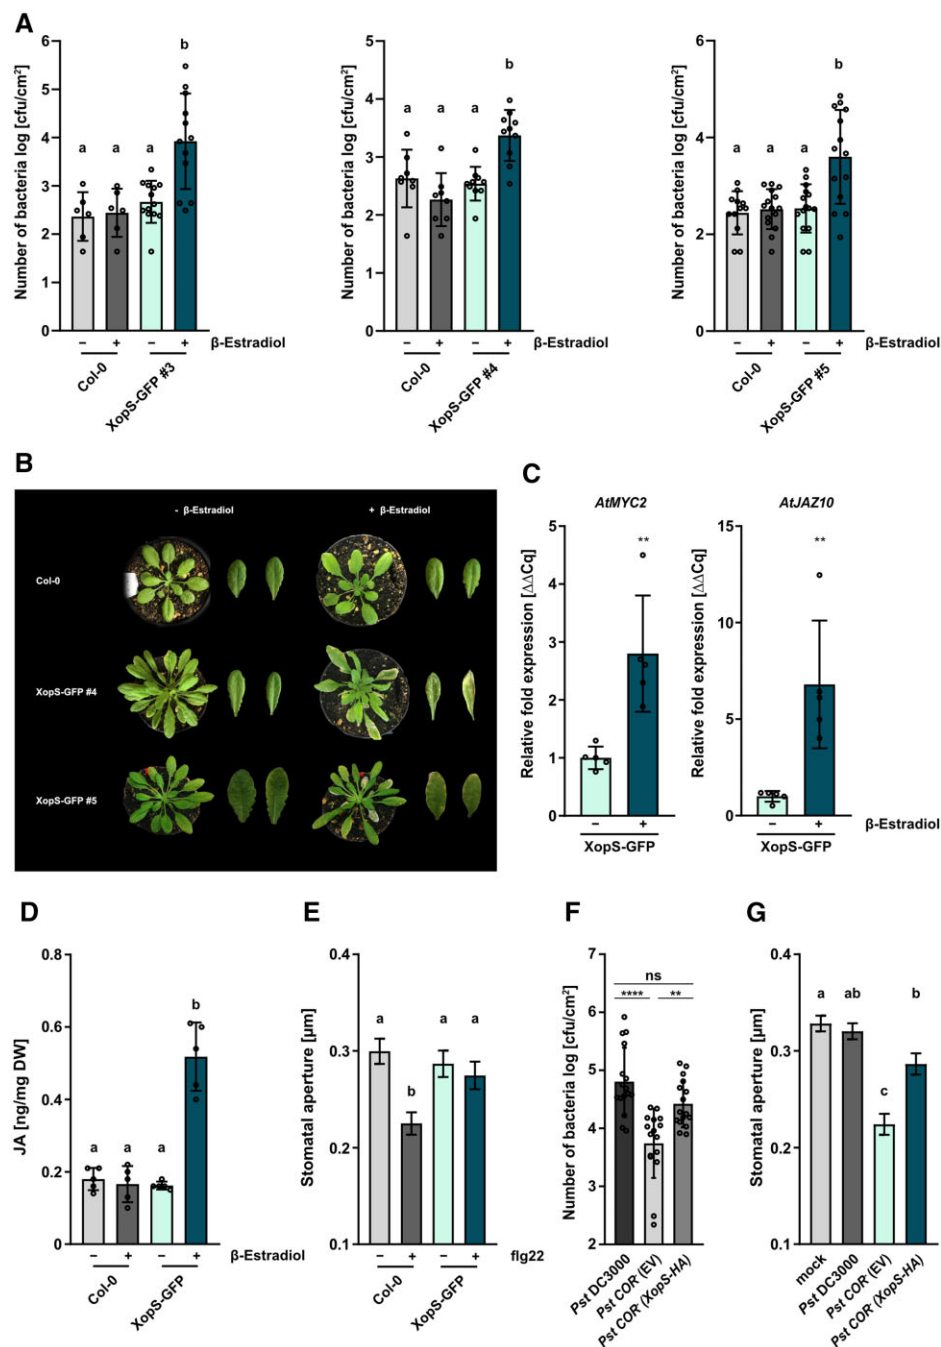 A
Number of bacteria log [cfu/cm²]
6
5
4
3
2
1
0
a
a
a
b
–
+
–
+
β-Estradiol
Col-0
XopS-GFP #3
Number of bacteria log [cfu/cm²]
5
4
3
2
1
0
a
a
a
b
–
+
–
+
β-Estradiol
Col-0
XopS-GFP #4
Number of bacteria log [cfu/cm²]
6
4
2
0
a
a
a
b
–
+
–
+
β-Estradiol
Col-0
XopS-GFP #5
B
- β-Estradiol
+ β-Estradiol
Col-0
XopS-GFP #4
XopS-GFP #5
C
AtMYC2
Relative fold expression [ΔΔCq]
5
4
3
2
1
0
**
–
+
XopS-GFP
AtJAZ10
Relative fold expression [ΔΔCq]
15
10
5
0
**
–
+
β-Estradiol
XopS-GFP
D
JA [ng/mg DW]
0.8
0.6
0.4
0.2
0
a
a
a
b
–
+
–
+
β-Estradiol
Col-0
XopS-GFP
E
Stomatal aperture [µm]
0.4
0.3
0.2
0.1
a
b
a
a
–
+
–
+
flg22
Col-0
XopS-GFP
F
Number of bacteria log [cfu/cm²]
7
6
5
4
3
2
ns
****
**
Pst DC3000
Pst COR (EV)
Pst COR (XopS-HA)
G
Stomatal aperture [µm]
0.4
0.3
0.2
0.1
a
ab
c
b
mock
Pst DC3000
Pst COR (EV)
Pst COR (XopS-HA)